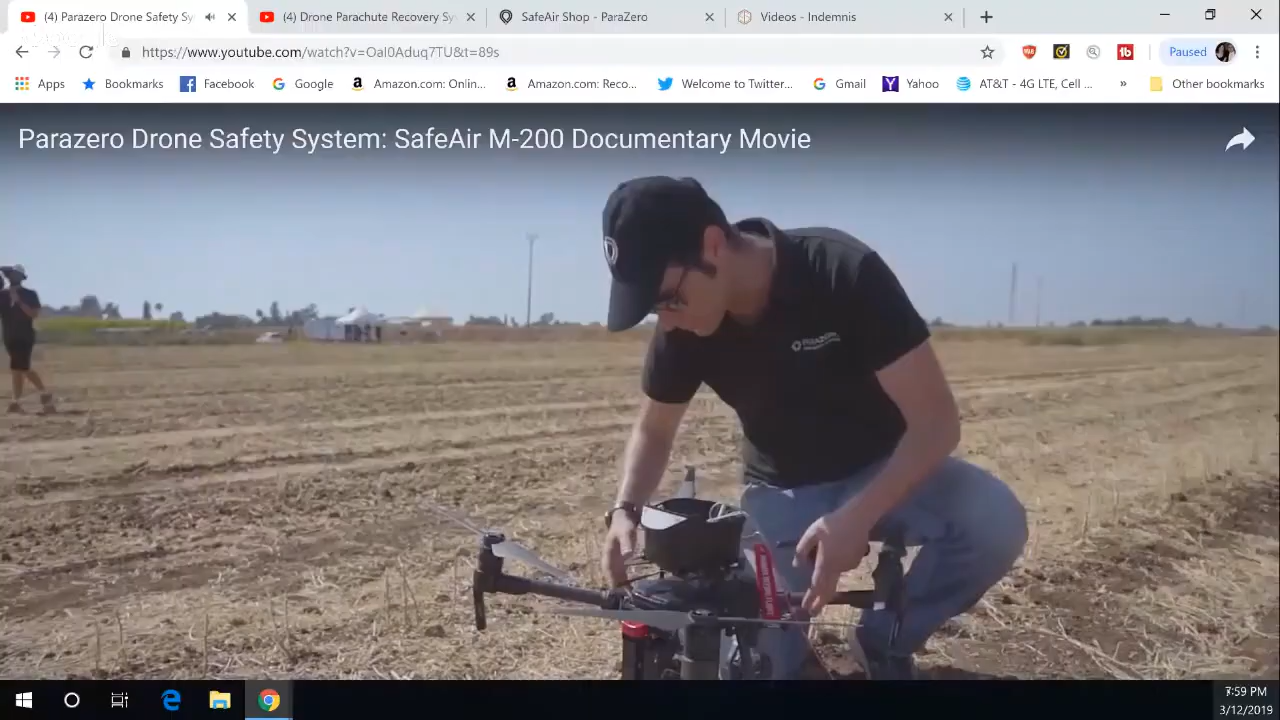 (4) Parazero Drone Safety Sy
(4) Drone Parachute Recovery Sy
SafeAir Shop - ParaZero
Videos - Indemnis
https://www.youtube.com/watch?v=Oal0Aduq7TU&t=89s
Paused
Apps
Bookmarks
Facebook
Google
Amazon.com: Onlin...
Amazon.com: Reco...
Welcome to Twitter...
Gmail
Yahoo
AT&T - 4G LTE, Cell ...
»
Other bookmarks
Parazero Drone Safety System: SafeAir M-200 Documentary Movie
PARAZERO
7:59 PM
3/12/2019